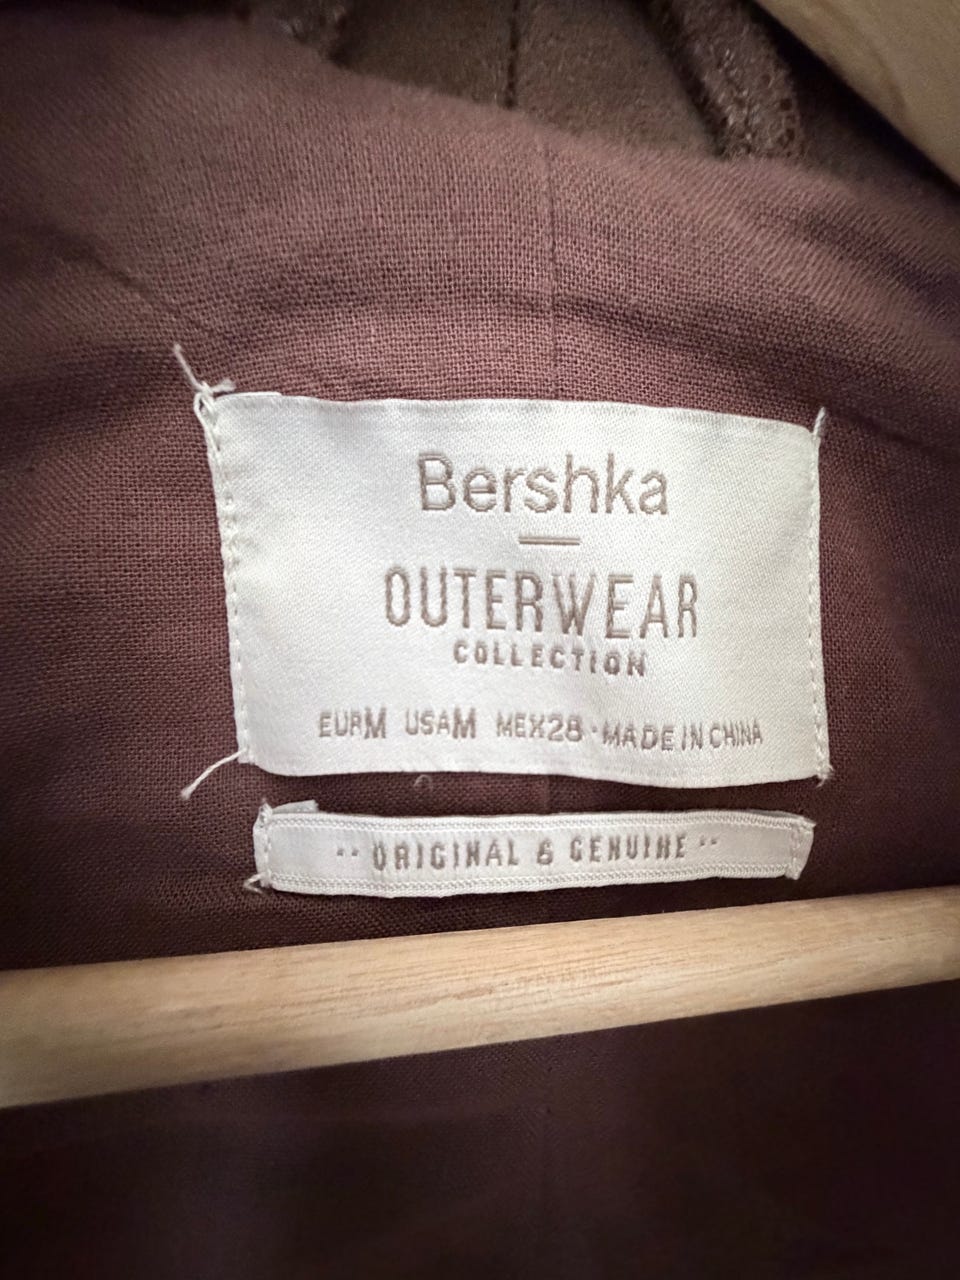 Bershka
OUTERWEAR
COLLECTION
EURM USAM MEX28 · MADE IN CHINA
·· ORIGINAL & GENUINE ··